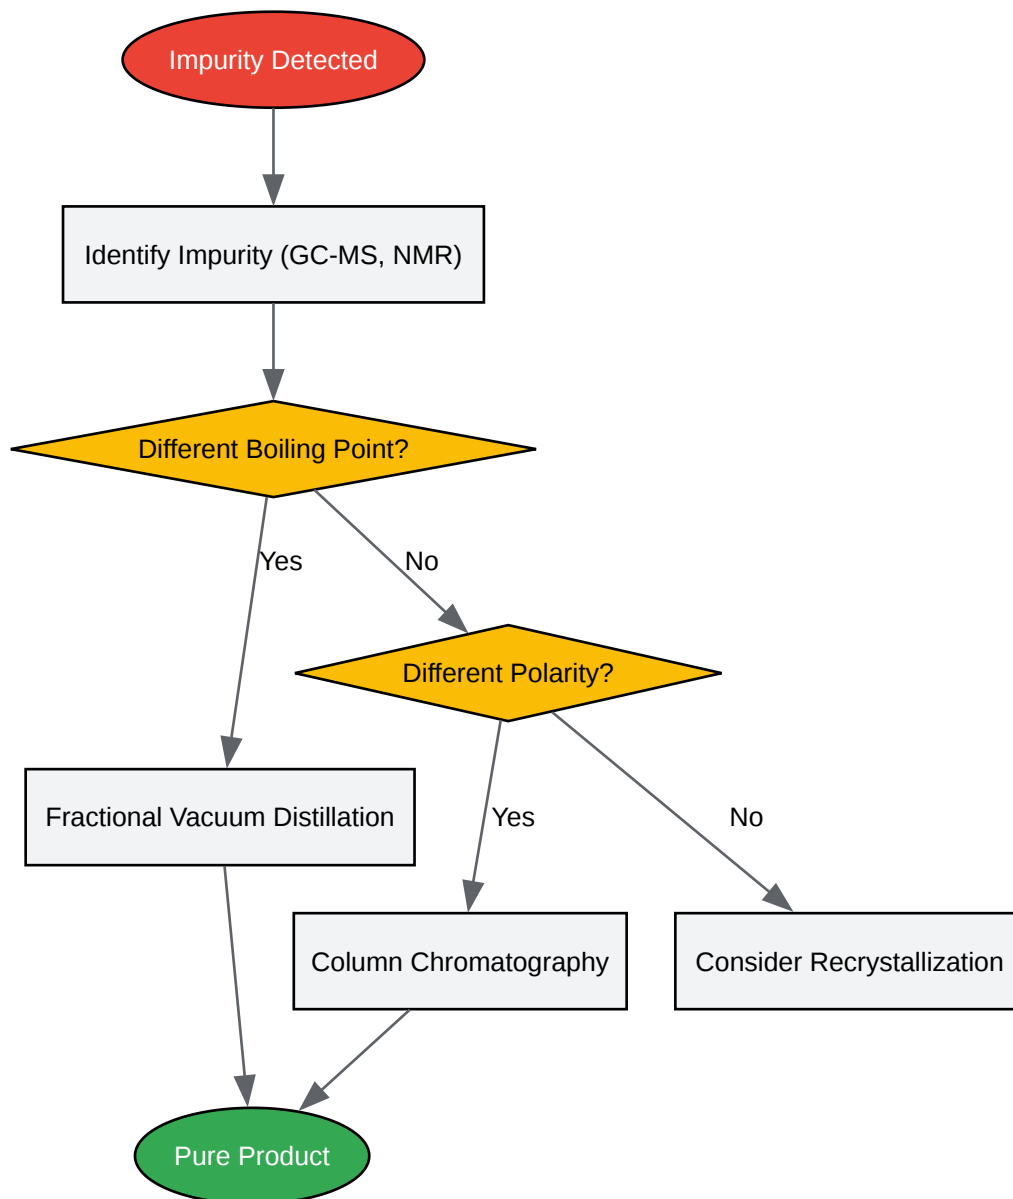 Impurity Detected
Identify Impurity (GC-MS, NMR)
Different Boiling Point?
Yes
No
Different Polarity?
Fractional Vacuum Distillation
Yes
No
Column Chromatography
Consider Recrystallization
Pure Product